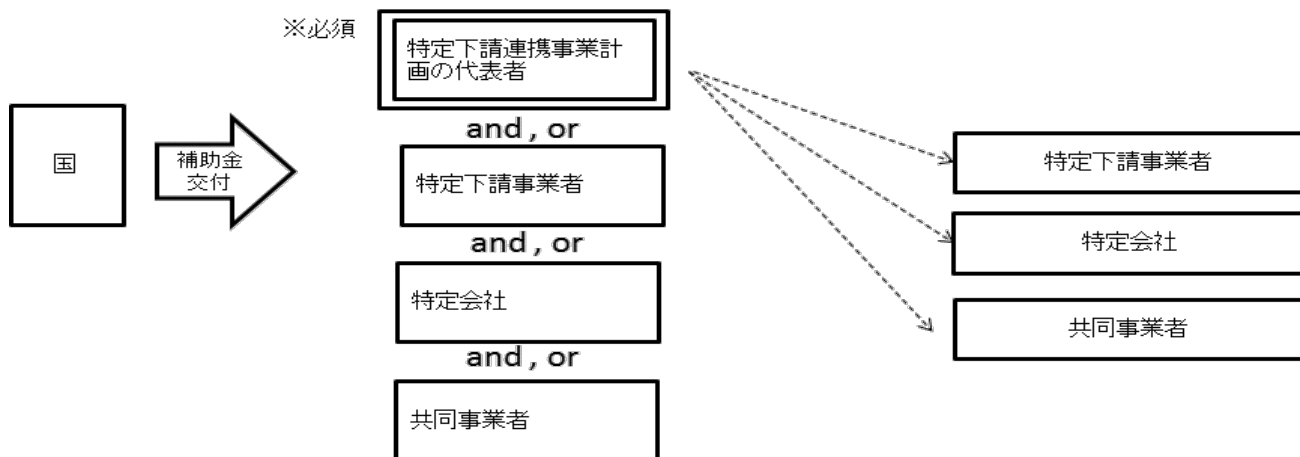 ※必須
特定下請連携事業計
画の代表者
and , or
国
補助金
交付
特定下請事業者
and , or
特定会社
and , or
共同事業者
特定下請事業者
特定会社
共同事業者